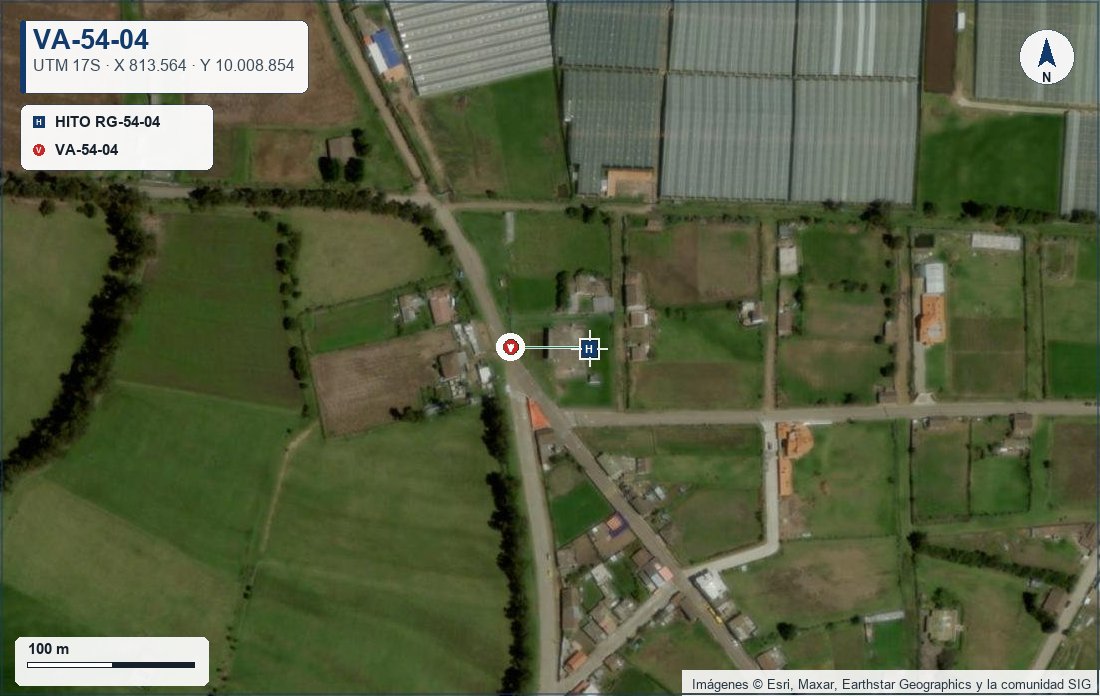 VA-54-04
UTM 17S · X 813.564 · Y 10.008.854
N
H HITO RG-54-04
V VA-54-04
V
H
100 m
Imágenes © Esri, Maxar, Earthstar Geographics y la comunidad SIG